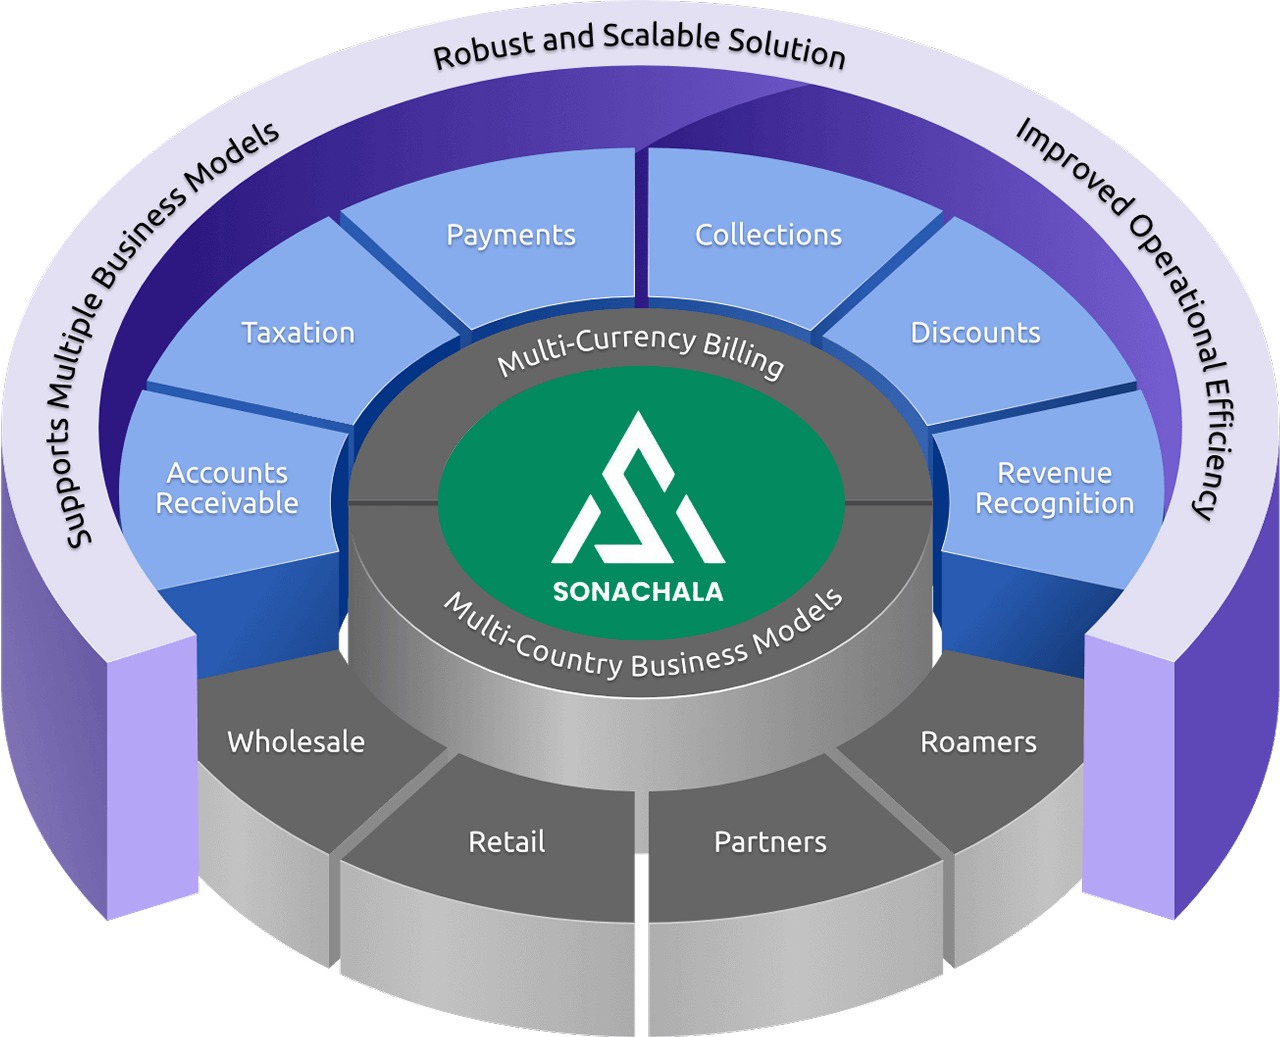 Robust and Scalable Solution
Supports Multiple Business Models
Improved Operational Efficiency
Payments
Collections
Taxation
Discounts
Accounts
Receivable
Revenue
Recognition
Multi-Currency Billing
SONACHALA
Multi-Country Business Models
Wholesale
Roamers
Retail
Partners